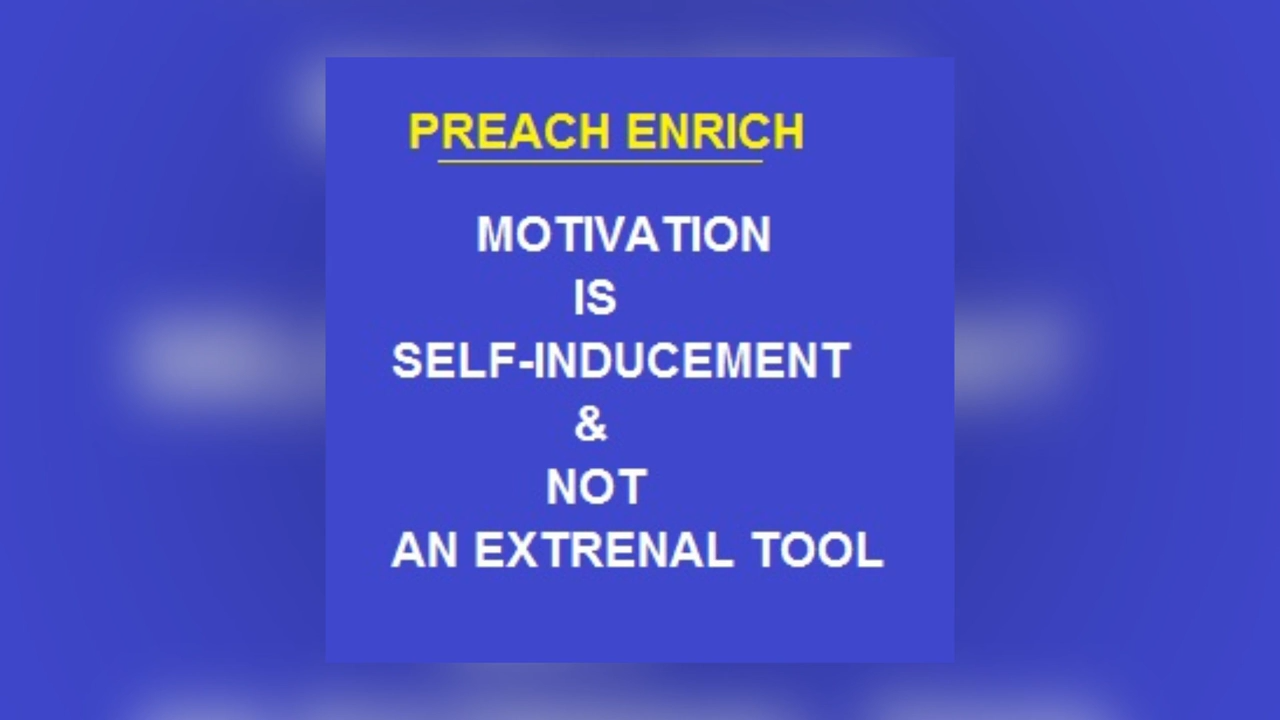 PREACH ENRICH
MOTIVATION
IS
SELF-INDUCEMENT
&
NOT
AN EXTRENAL TOOL